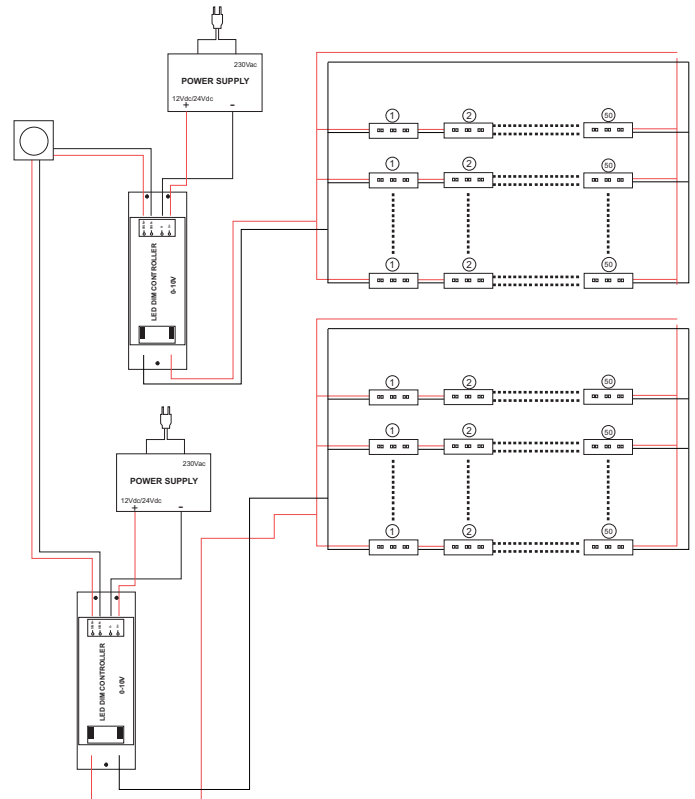 230Vac
POWER SUPPLY
12Vdc/24Vdc
+ -
LED DIM CONTROLLER
0-10V
1 2 50
1 2 50
1 2 50
230Vac
POWER SUPPLY
12Vdc/24Vdc
+ -
LED DIM CONTROLLER
0-10V
1 2 50
1 2 50
1 2 50